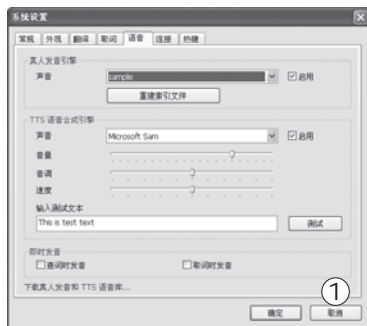 系统设置
常规 外观 翻译 取词 语音 连接 热键
真人发音引擎
声音 sample 启用
重建索引文件
TTS 语音合成引擎
声音 Microsoft Sam 启用
音量
音调
速度
输入测试文本
This is test text 测试
即时发音
查词时发音 取词时发音
下载真人发音和 TTS 语音库...
①
确定 取消